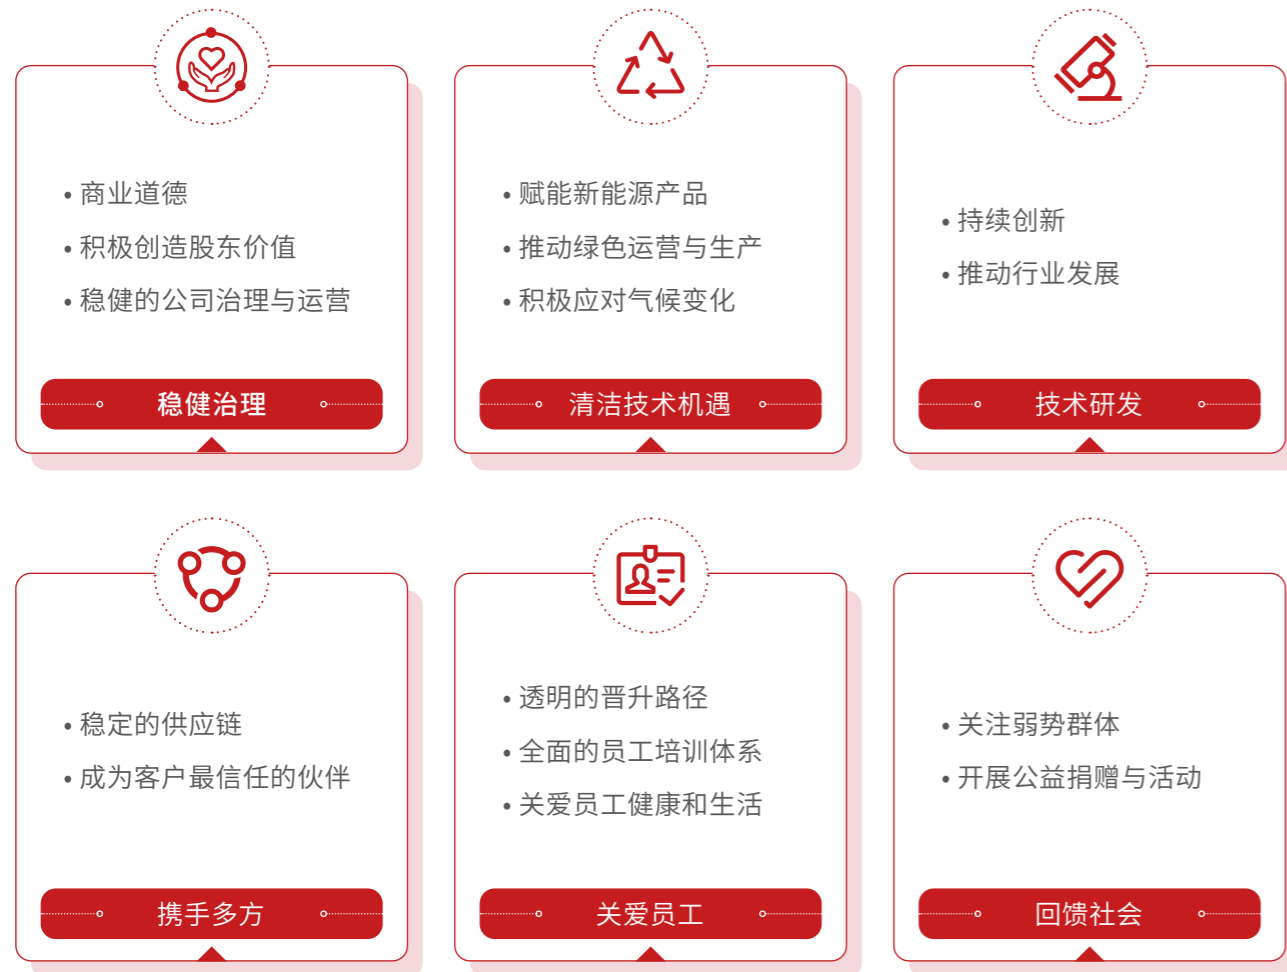 • 商业道德
• 积极创造股东价值
• 稳健的公司治理与运营
稳健治理
• 赋能新能源产品
• 推动绿色运营与生产
• 积极应对气候变化
清洁技术机遇
• 持续创新
• 推动行业发展
技术研发
• 稳定的供应链
• 成为客户最信任的伙伴
携手多方
• 透明的晋升路径
• 全面的员工培训体系
• 关爱员工健康和生活
关爱员工
• 关注弱势群体
• 开展公益捐赠与活动
回馈社会